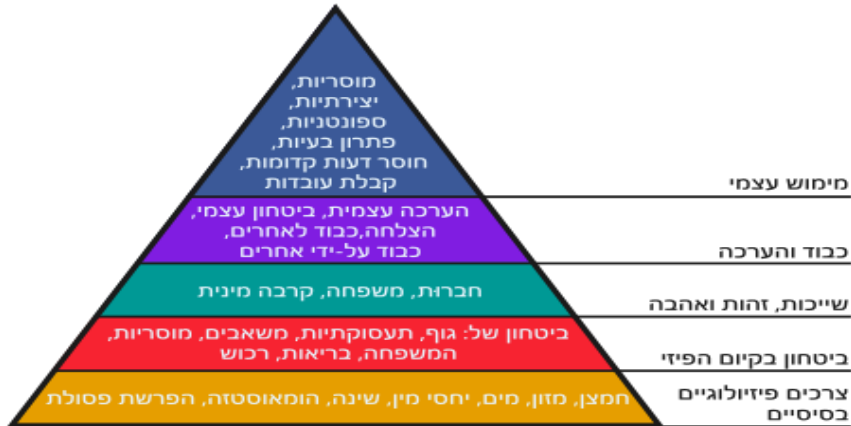 מוסריות,
יצירתיות,
ספונטניות,
פתרון בעיות,
חוסר דעות קדומות,
קבלת עובדות
מימוש עצמי
הערכה עצמית, ביטחון עצמי,
הצלחה,כבוד לאחרים,
כבוד על-ידי אחרים
כבוד והערכה
חברוּת, משפחה, קרבה מינית
שייכות, זהות ואהבה
ביטחון של: גוף, תעסוקתיות, משאבים, מוסריות,
המשפחה, בריאות, רכוש
ביטחון בקיום הפיזי
חמצן, מזון, מים, יחסי מין, שינה, הומאוסטזה, הפרשת פסולת
צרכים פיזיולוגיים
בסיסיים